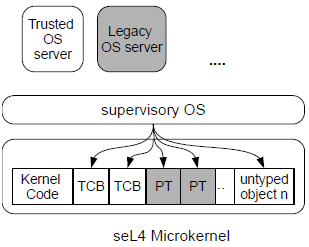 Trusted
OS
server
Legacy
OS server
....
supervisory OS
Kernel
Code
TCB
TCB
PT
PT
..
untyped
object n
seL4 Microkernel